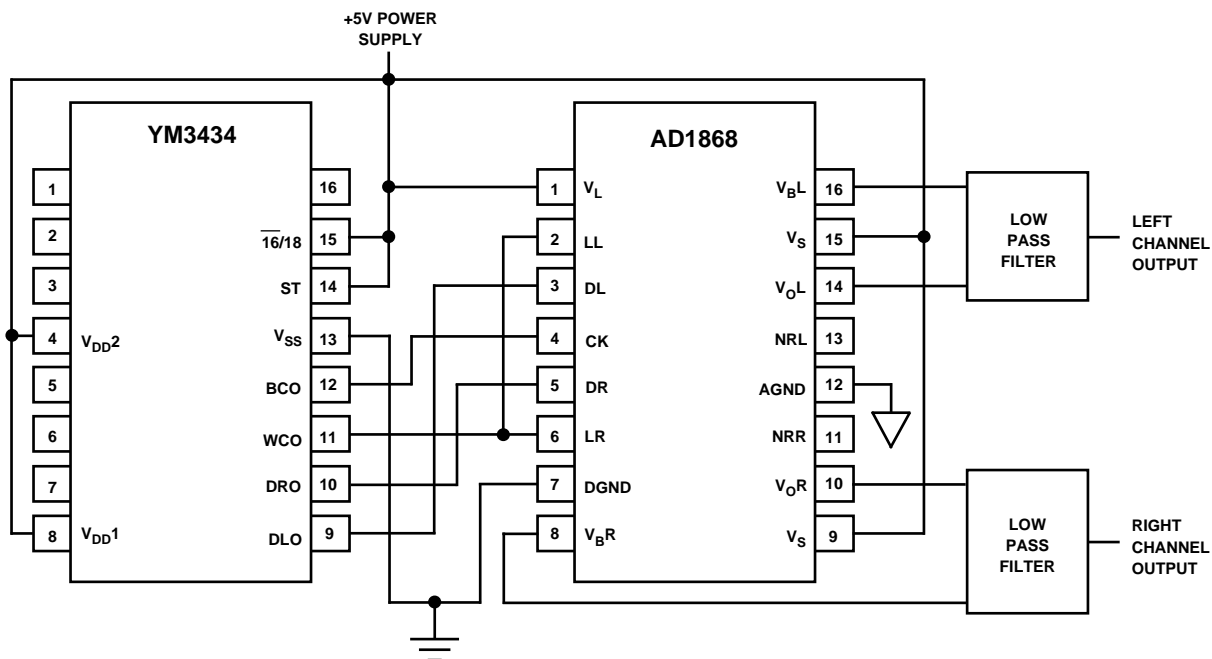 +5V POWER
SUPPLY
YM3434
1
2
3
4
5
6
7
8
V_DD2
V_DD1
16
15
14
13
12
11
10
9
1̅6̅/18
ST
V_SS
BCO
WCO
DRO
DLO
AD1868
1
2
3
4
5
6
7
8
V_L
LL
DL
CK
DR
LR
DGND
V_BR
V_BL
V_S
V_OL
NRL
AGND
NRR
V_OR
V_S
16
15
14
13
12
11
10
9
LOW
PASS
FILTER
LEFT
CHANNEL
OUTPUT
LOW
PASS
FILTER
RIGHT
CHANNEL
OUTPUT